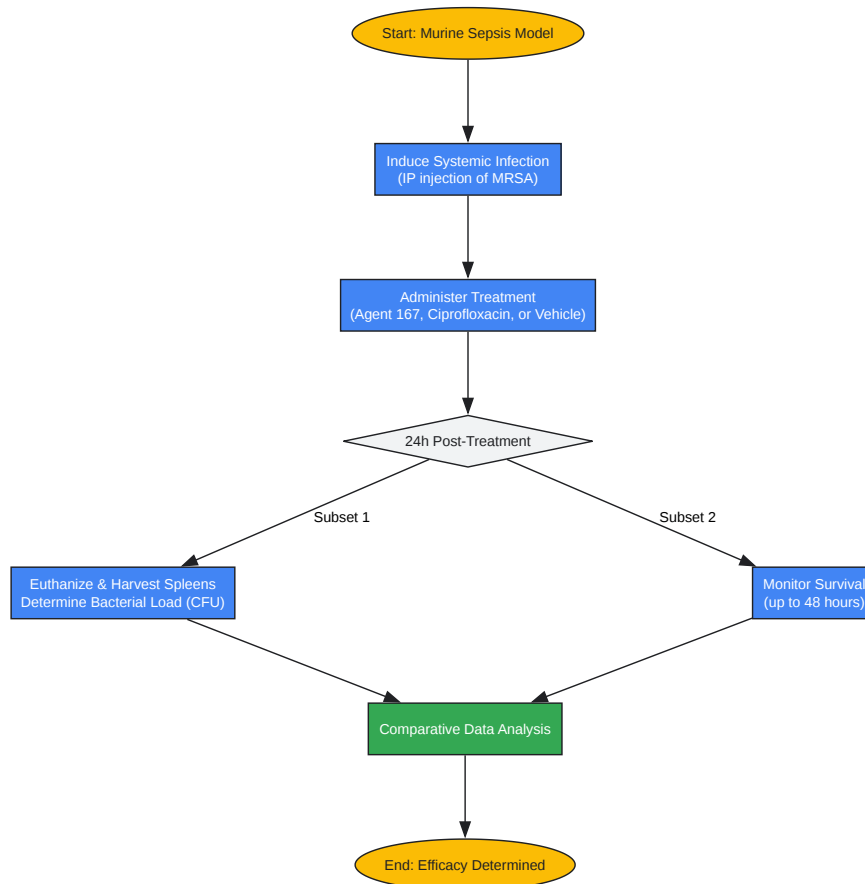 Start: Murine Sepsis Model
Induce Systemic Infection
(IP injection of MRSA)
Administer Treatment
(Agent 167, Ciprofloxacin, or Vehicle)
24h Post-Treatment
Subset 1
Subset 2
Euthanize & Harvest Spleens
Determine Bacterial Load (CFU)
Monitor Survival
(up to 48 hours)
Comparative Data Analysis
End: Efficacy Determined